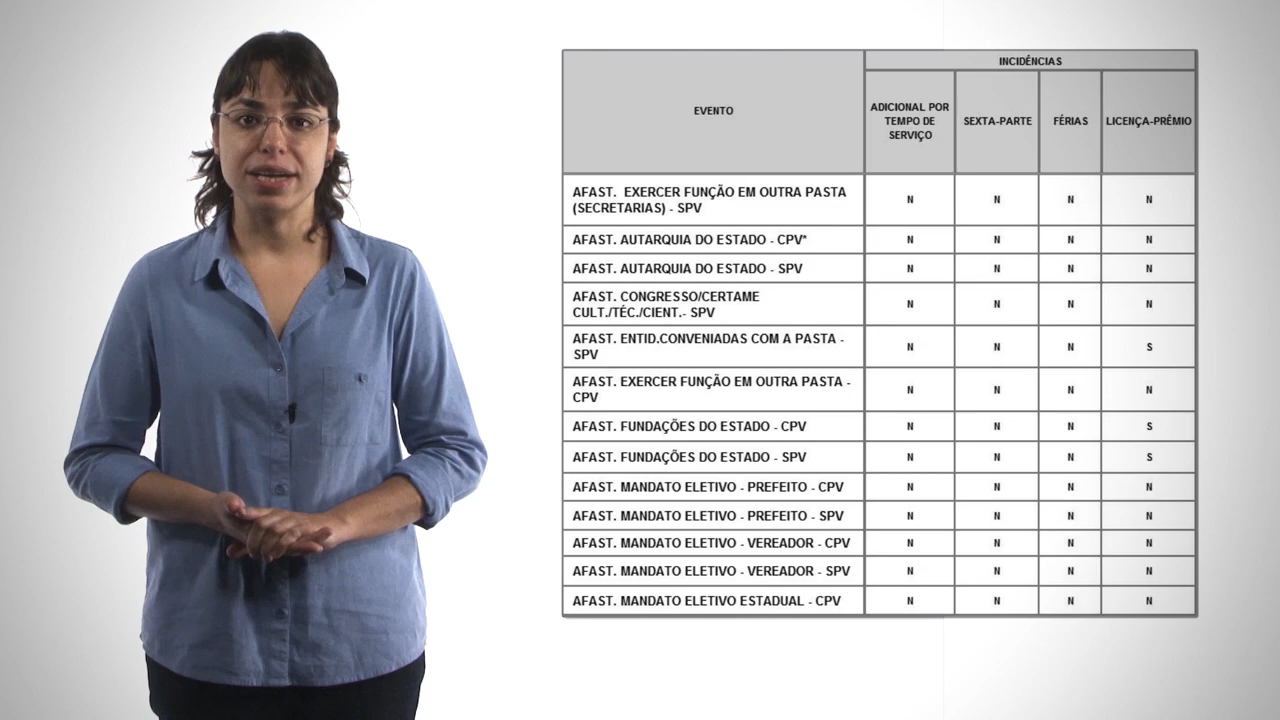 EVENTO
INCIDÊNCIAS
ADICIONAL POR
TEMPO DE
SERVIÇO
SEXTA-PARTE
FÉRIAS
LICENÇA-PRÊMIO
AFAST. EXERCER FUNÇÃO EM OUTRA PASTA
(SECRETARIAS) - SPV
N N N N
AFAST. AUTARQUIA DO ESTADO - CPV* N N N N
AFAST. AUTARQUIA DO ESTADO - SPV N N N N
AFAST. CONGRESSO/CERTAME
CULT./TÉC./CIENT.- SPV
N N N N
AFAST. ENTID.CONVENIADAS COM A PASTA -
SPV
N N N S
AFAST. EXERCER FUNÇÃO EM OUTRA PASTA -
CPV
N N N N
AFAST. FUNDAÇÕES DO ESTADO - CPV N N N S
AFAST. FUNDAÇÕES DO ESTADO - SPV N N N S
AFAST. MANDATO ELETIVO - PREFEITO - CPV N N N N
AFAST. MANDATO ELETIVO - PREFEITO - SPV N N N N
AFAST. MANDATO ELETIVO - VEREADOR - CPV N N N N
AFAST. MANDATO ELETIVO - VEREADOR - SPV N N N N
AFAST. MANDATO ELETIVO ESTADUAL - CPV N N N N